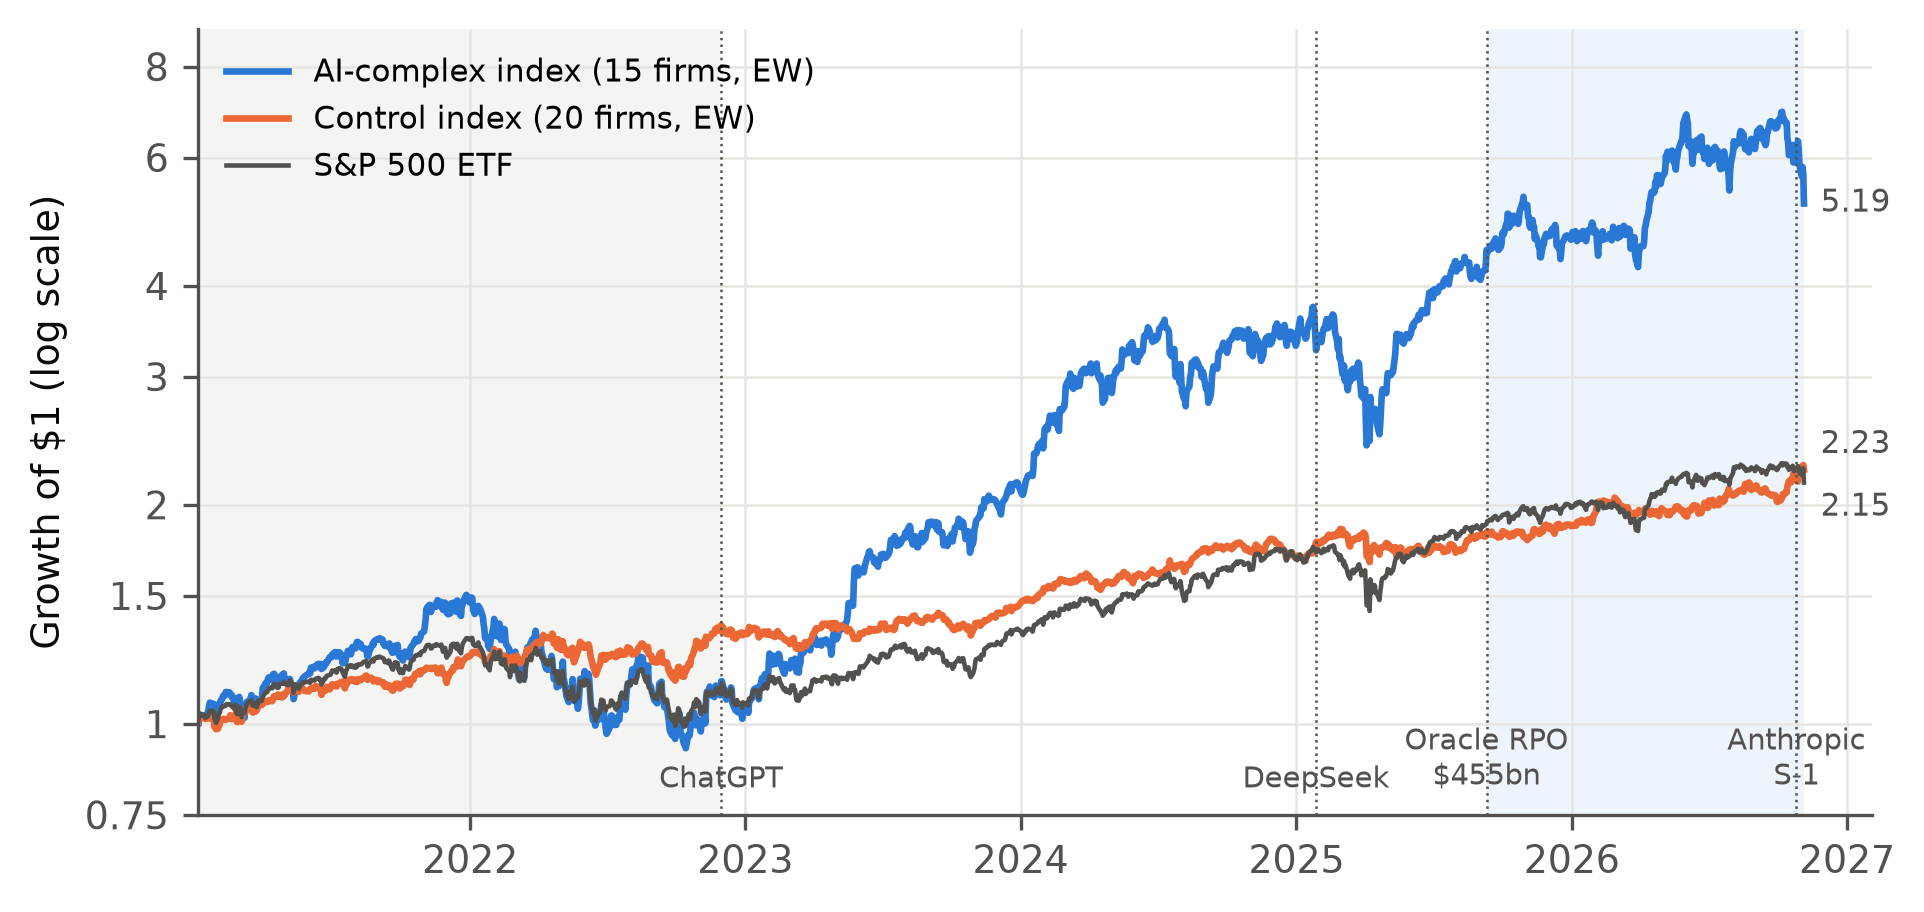 AI-complex index (15 firms, EW)
Control index (20 firms, EW)
S&P 500 ETF
Growth of $1 (log scale)
8
6
4
3
2
1.5
1
0.75
5.19
2.23
2.15
ChatGPT
DeepSeek
Oracle RPO
$455bn
Anthropic
S-1
2022
2023
2024
2025
2026
2027